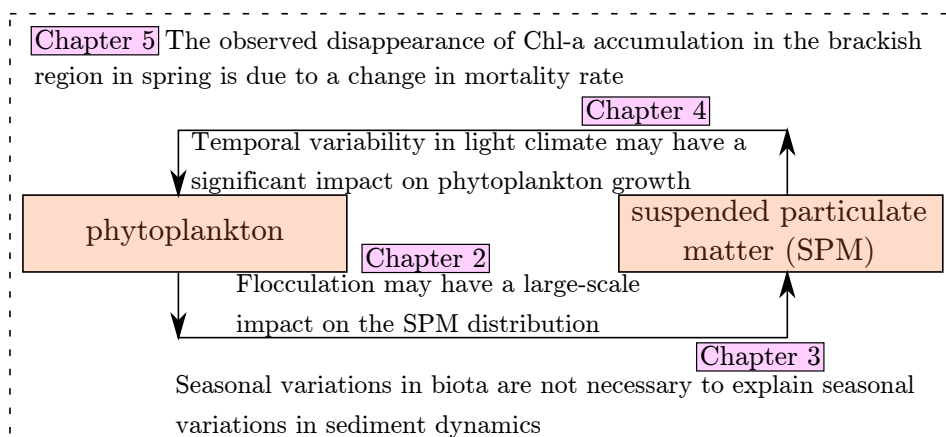 Chapter 5 The observed disappearance of Chl-a accumulation in the brackish
region in spring is due to a change in mortality rate
Chapter 4
Temporal variability in light climate may have a
significant impact on phytoplankton growth
phytoplankton
suspended particulate
matter (SPM)
Chapter 2
Flocculation may have a large-scale
impact on the SPM distribution
Chapter 3
Seasonal variations in biota are not necessary to explain seasonal
variations in sediment dynamics